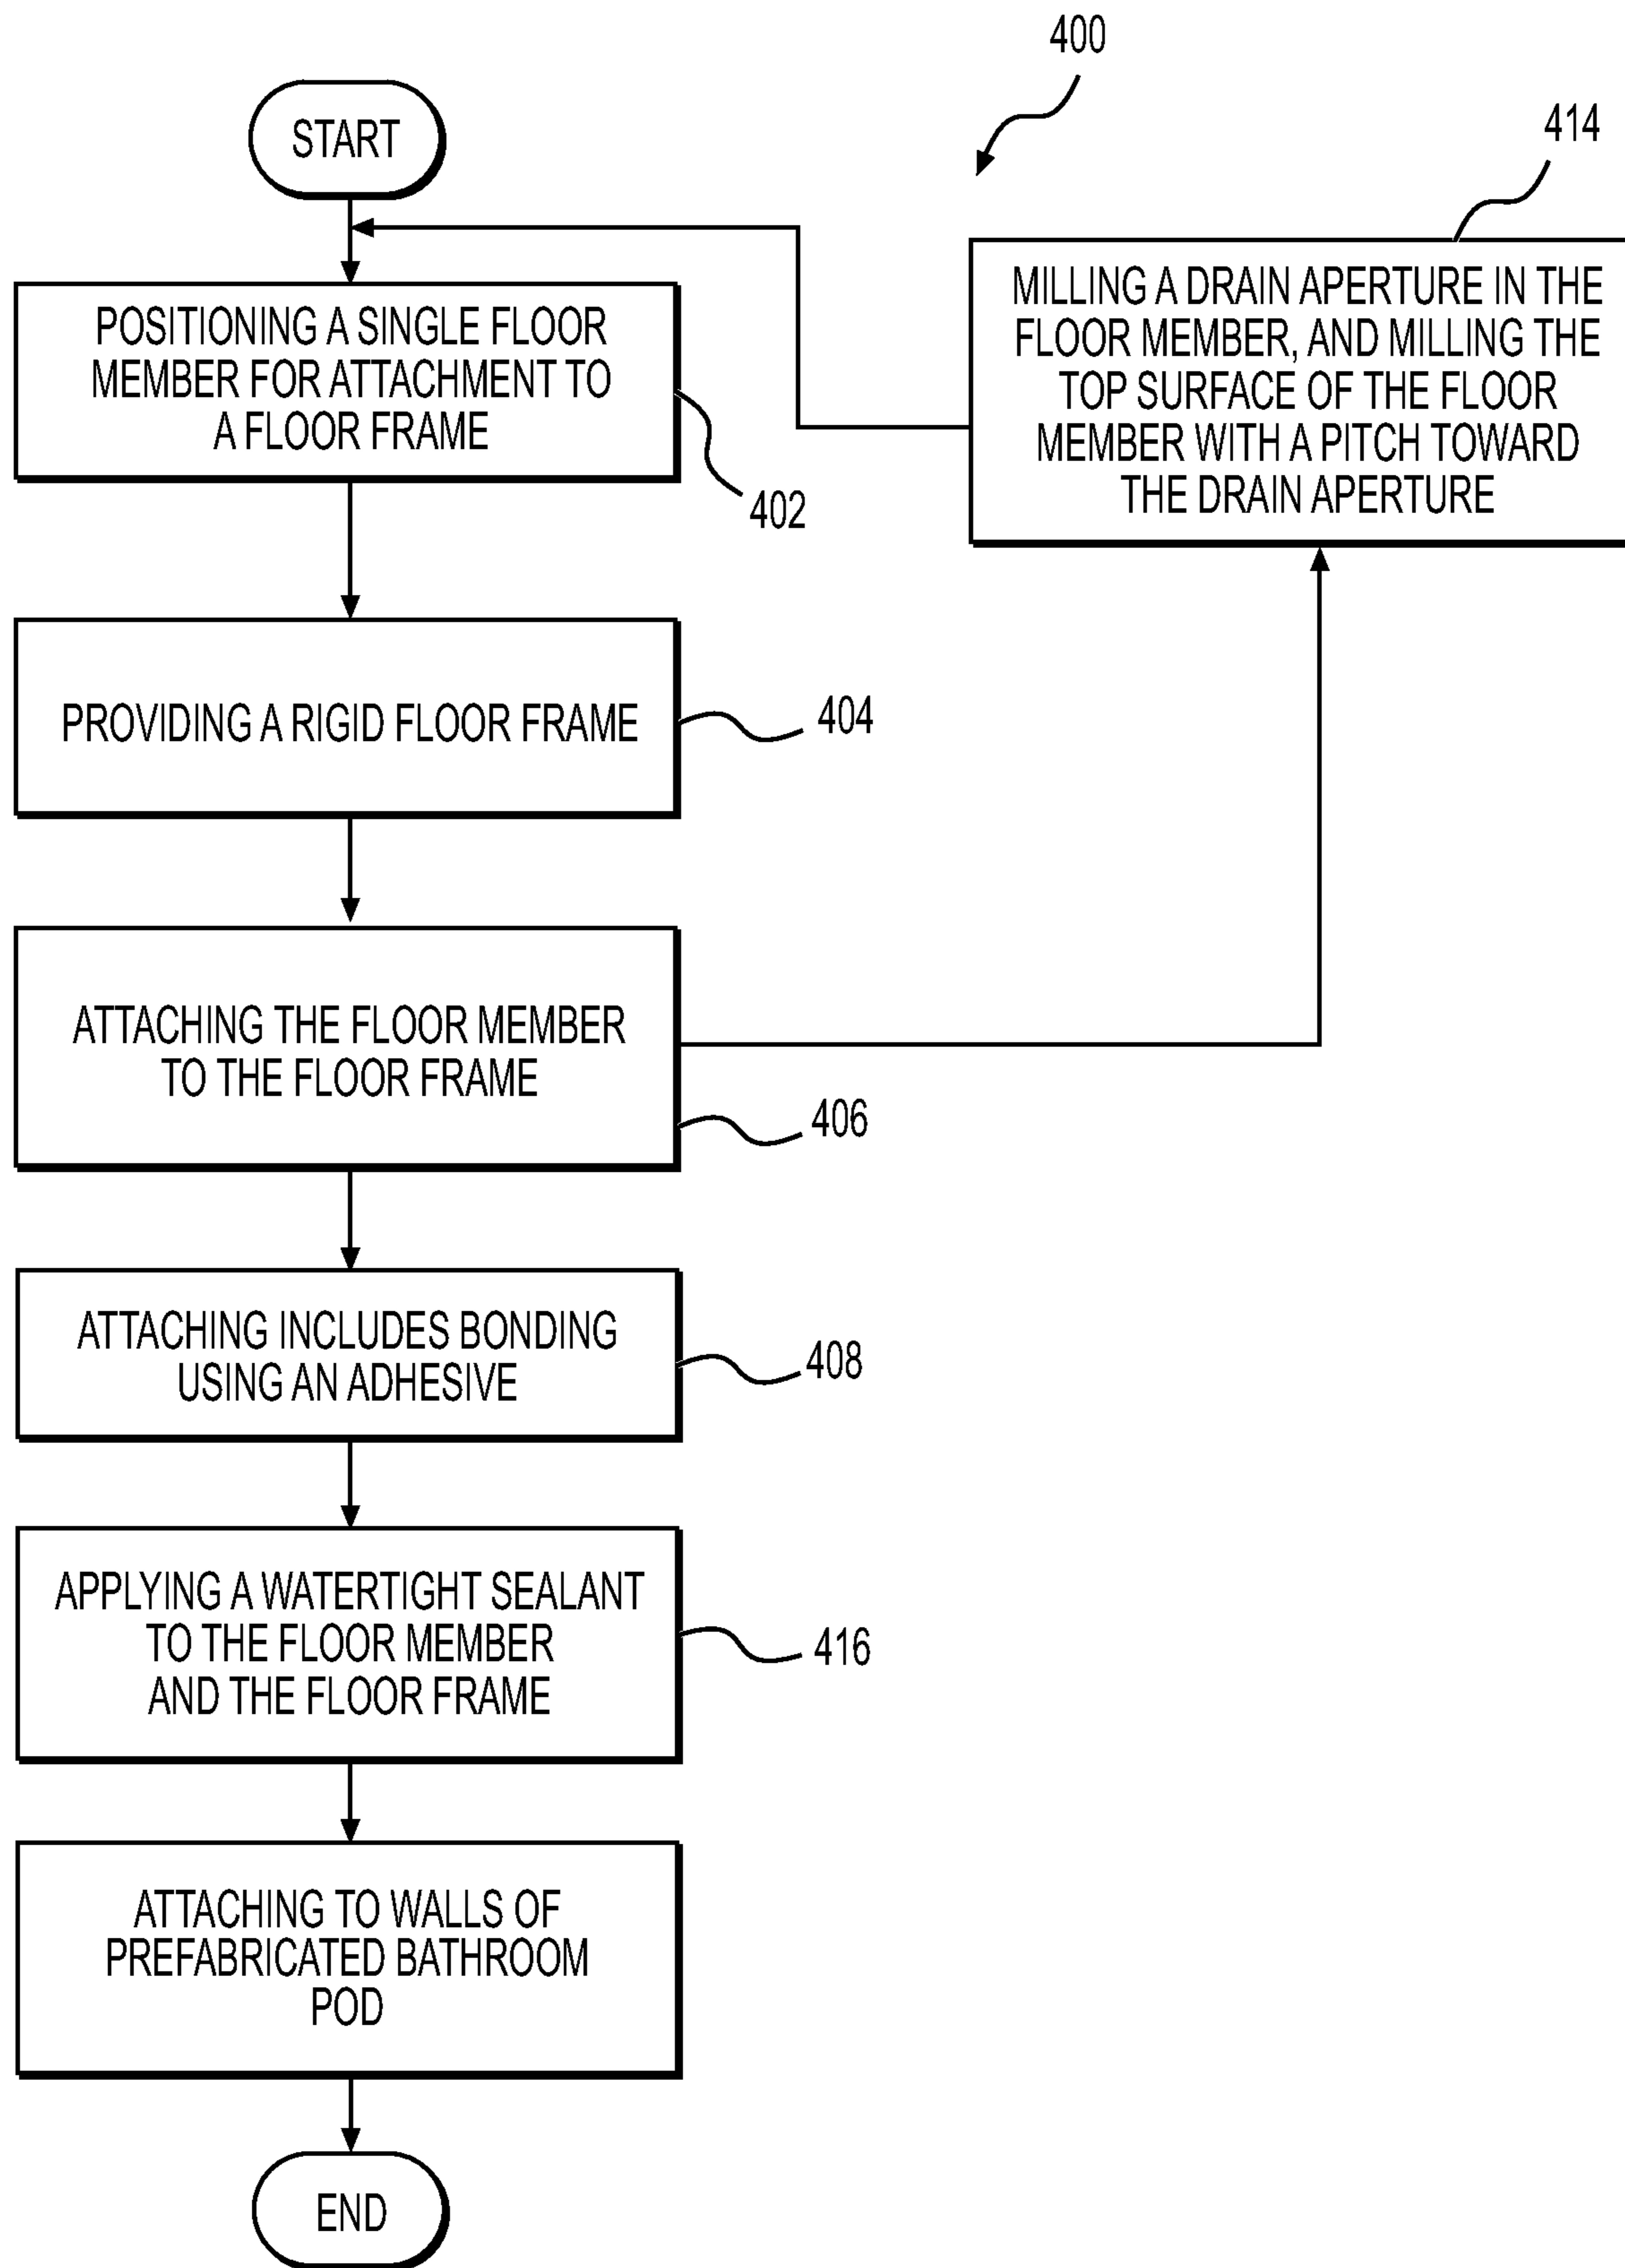 400
START
414
MILLING A DRAIN APERTURE IN THE
FLOOR MEMBER, AND MILLING THE
TOP SURFACE OF THE FLOOR
MEMBER WITH A PITCH TOWARD
THE DRAIN APERTURE
POSITIONING A SINGLE FLOOR
MEMBER FOR ATTACHMENT TO
A FLOOR FRAME
402
PROVIDING A RIGID FLOOR FRAME
404
ATTACHING THE FLOOR MEMBER
TO THE FLOOR FRAME
406
ATTACHING INCLUDES BONDING
USING AN ADHESIVE
408
APPLYING A WATERTIGHT SEALANT
TO THE FLOOR MEMBER
AND THE FLOOR FRAME
416
ATTACHING TO WALLS OF
PREFABRICATED BATHROOM
POD
END